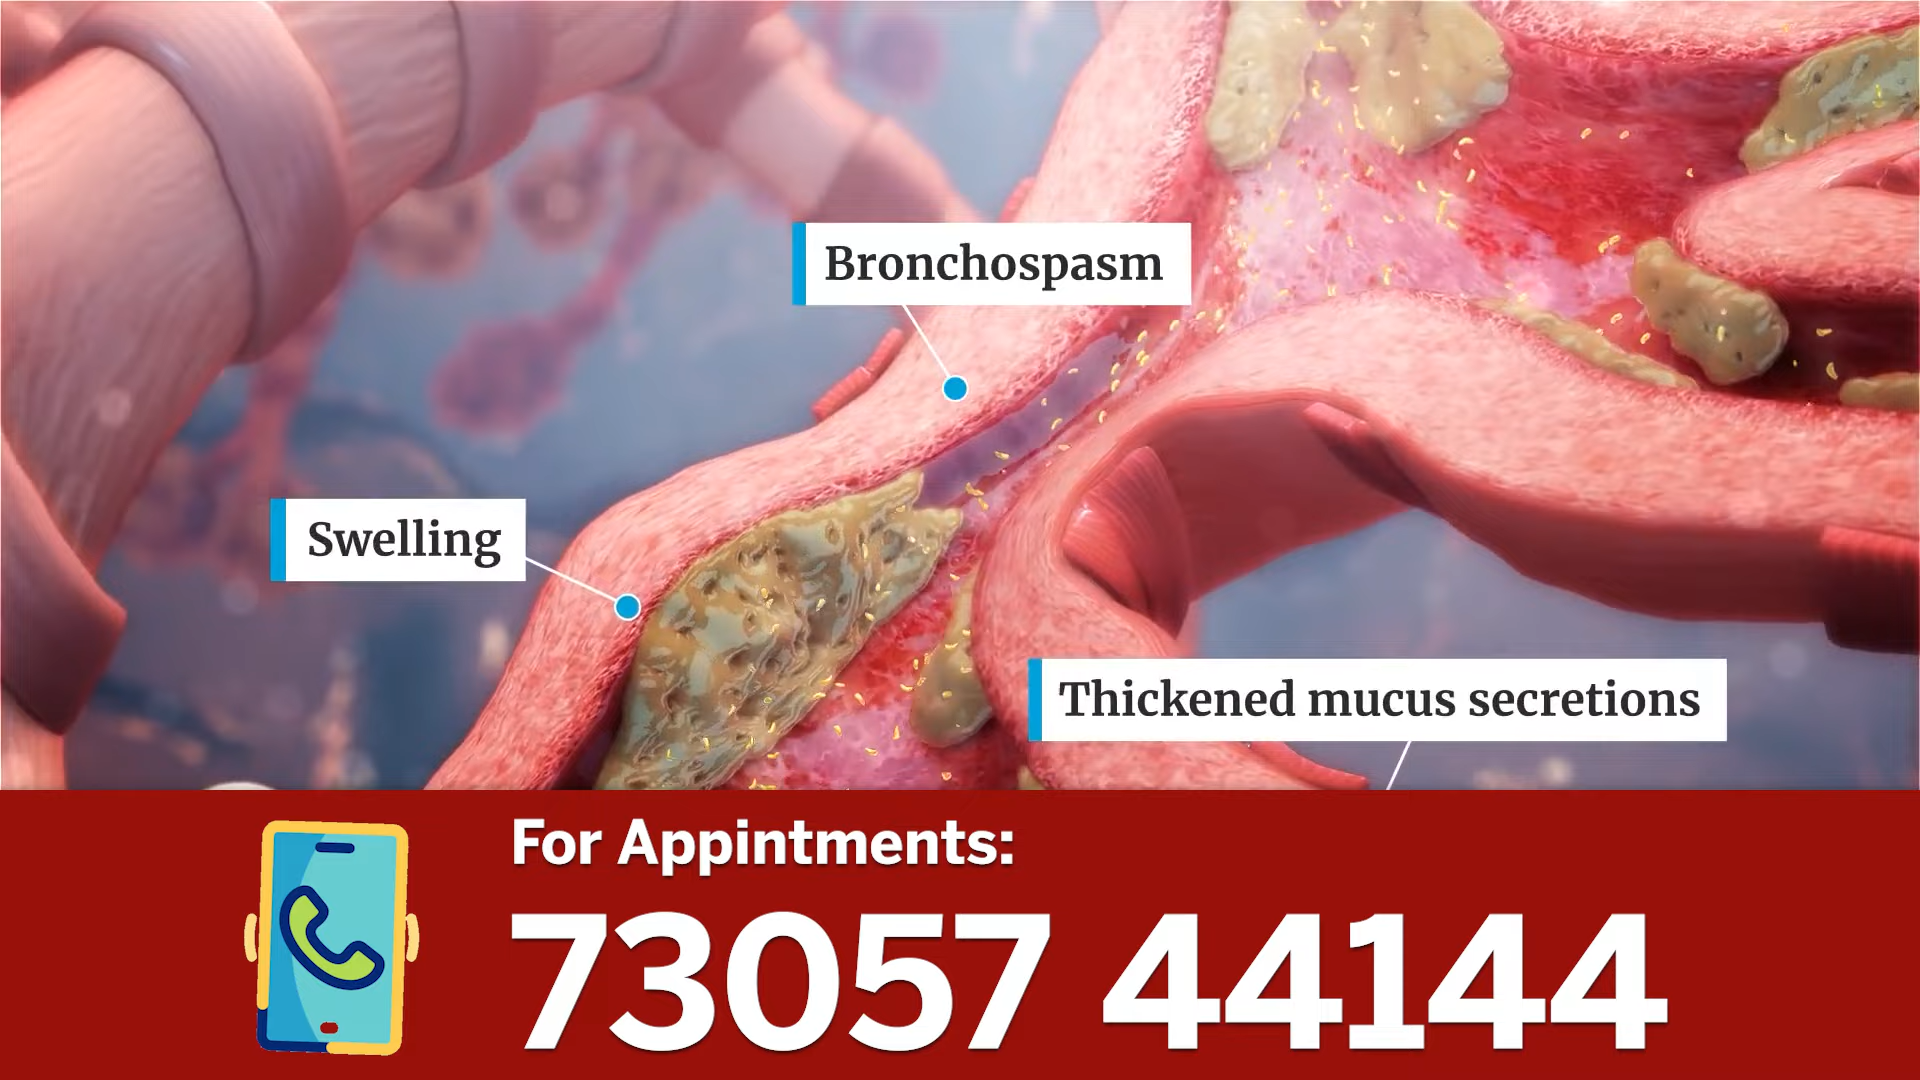 Bronchospasm
Swelling
Thickened mucus secretions
For Appintments:
73057 44144